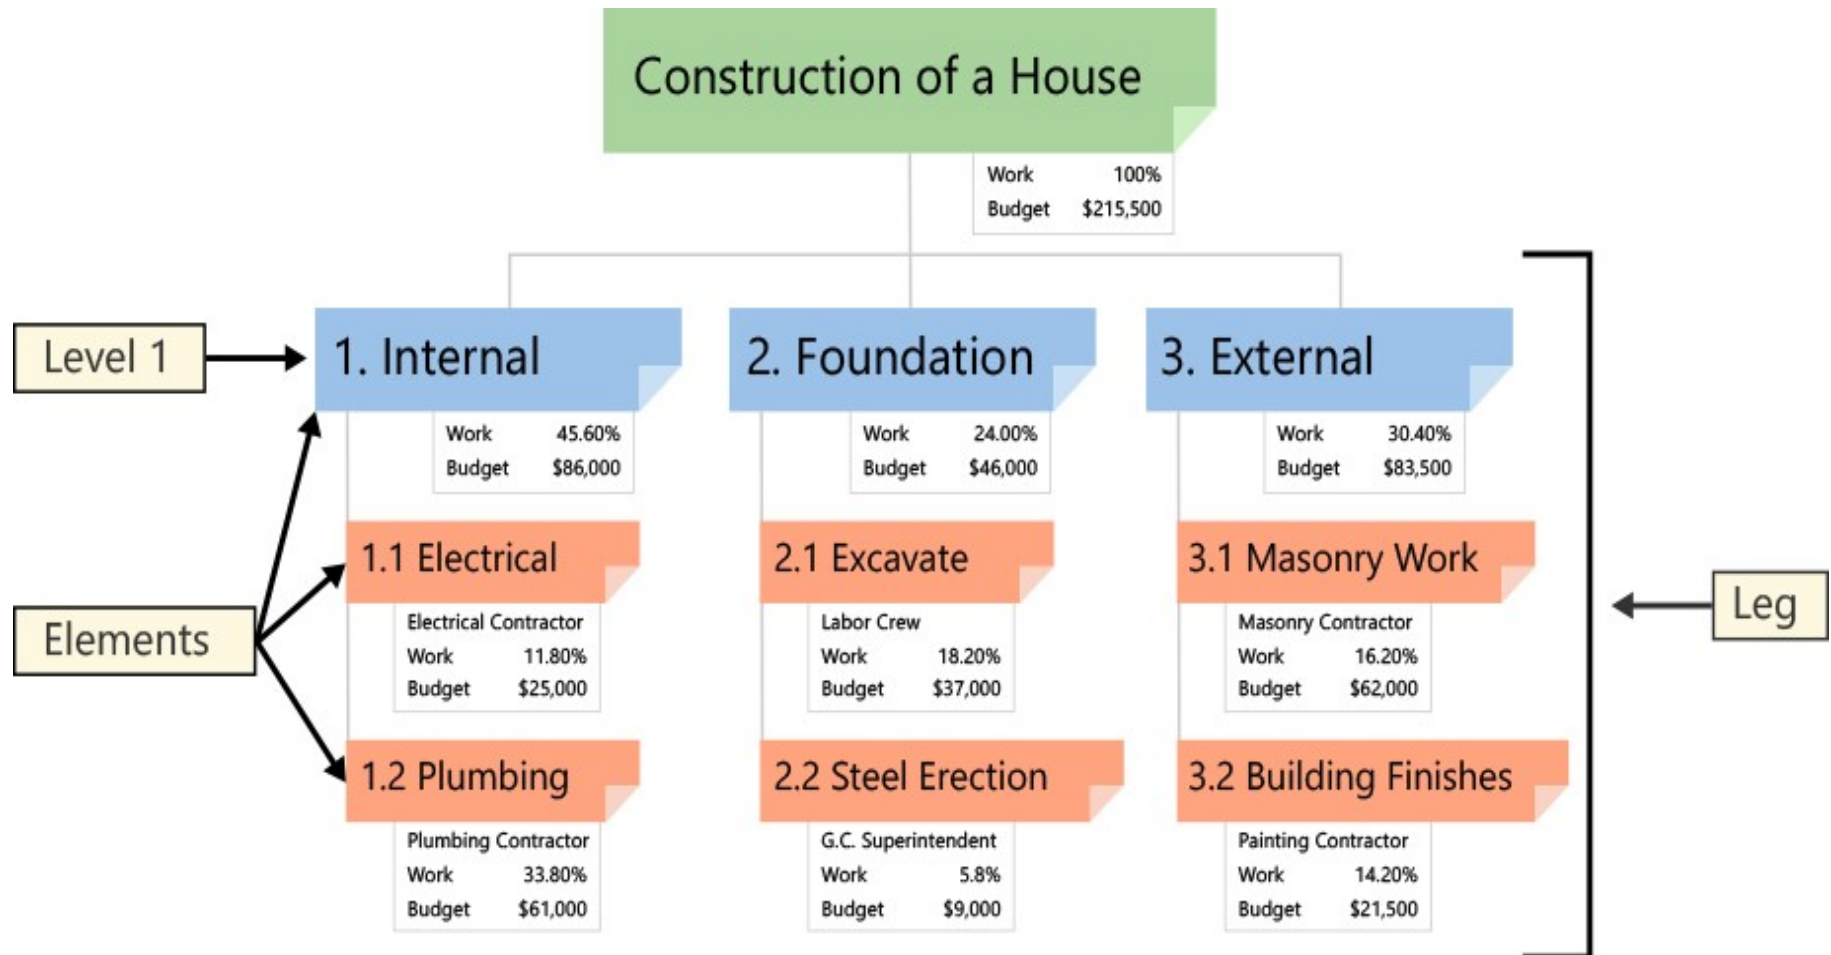 Construction of a House
Work 100%
Budget $215,500
Level 1
1. Internal
Work 45.60%
Budget $86,000
2. Foundation
Work 24.00%
Budget $46,000
3. External
Work 30.40%
Budget $83,500
Elements
1.1 Electrical
Electrical Contractor
Work 11.80%
Budget $25,000
1.2 Plumbing
Plumbing Contractor
Work 33.80%
Budget $61,000
2.1 Excavate
Labor Crew
Work 18.20%
Budget $37,000
2.2 Steel Erection
G.C. Superintendent
Work 5.8%
Budget $9,000
3.1 Masonry Work
Masonry Contractor
Work 16.20%
Budget $62,000
3.2 Building Finishes
Painting Contractor
Work 14.20%
Budget $21,500
Leg